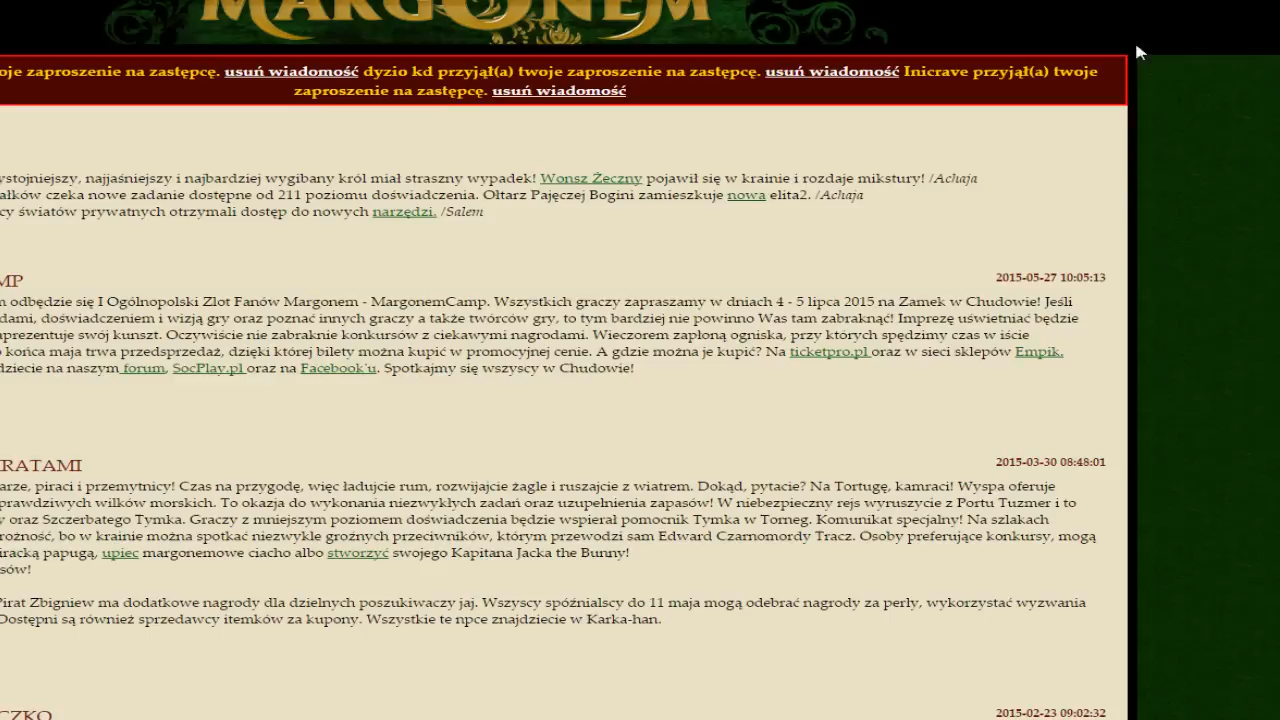 MARGONEM
oje zaproszenie na zastępcę. usuń wiadomość dyzio kd przyjął(a) twoje zaproszenie na zastępcę. usuń wiadomość Inicrave przyjął(a) twoje
zaproszenie na zastępcę. usuń wiadomość
ystojniejszy, najjaśniejszy i najbardziej wygibany król miał straszny wypadek! Wonsz Żeczny pojawił się w krainie i rozdaje mikstury! /Achaja
ałków czeka nowe zadanie dostępne od 211 poziomu doświadczenia. Ołtarz Pajęczej Bogini zamieszkuje nowa elita2. /Achaja
cy światów prywatnych otrzymali dostęp do nowych narzędzi. /Salem
MP 2015-05-27 10:05:13
m odbędzie się I Ogólnopolski Zlot Fanów Margonem - MargonemCamp. Wszystkich graczy zapraszamy w dniach 4 - 5 lipca 2015 na Zamek w Chudowie! Jeśli
dami, doświadczeniem i wizją gry oraz poznać innych graczy a także twórców gry, to tym bardziej nie powinno Was tam zabraknąć! Imprezę uświetniać będzie
aprezentuje swój kunszt. Oczywiście nie zabraknie konkursów z ciekawymi nagrodami. Wieczorem zapłoną ogniska, przy których spędzimy czas w iście
o końca maja trwa przedsprzedaż, dzięki której bilety można kupić w promocyjnej cenie. A gdzie można je kupić? Na ticketpro.pl oraz w sieci sklepów Empik.
dziecie na naszym forum, SocPlay.pl oraz na Facebook'u. Spotkajmy się wszyscy w Chudowie!
RATAMI 2015-03-30 08:48:01
arze, piraci i przemytnicy! Czas na przygodę, więc ładujcie rum, rozwijajcie żagle i ruszajcie z wiatrem. Dokąd, pytacie? Na Tortugę, kamraci! Wyspa oferuje
prawdziwych wilków morskich. To okazja do wykonania niezwykłych zadań oraz uzupełnienia zapasów! W niebezpieczny rejs wyruszycie z Portu Tuzmer i to
y oraz Szczerbatego Tymka. Graczy z mniejszym poziomem doświadczenia będzie wspierał pomocnik Tymka w Torneg. Komunikat specjalny! Na szlakach
rożność, bo w krainie można spotkać niezwykle groźnych przeciwników, którym przewodzi sam Edward Czarnomordy Tracz. Osoby preferujące konkursy, mogą
iracką papugą, upiec margonemowe ciacho albo stworzyć swojego Kapitana Jacka the Bunny!
sów!
Pirat Zbigniew ma dodatkowe nagrody dla dzielnych poszukiwaczy jaj. Wszyscy spóźnialscy do 11 maja mogą odebrać nagrody za perły, wykorzystać wyzwania
Dostępni są również sprzedawcy itemków za kupony. Wszystkie te npce znajdziecie w Karka-han.
CZKO 2015-02-23 09:02:32